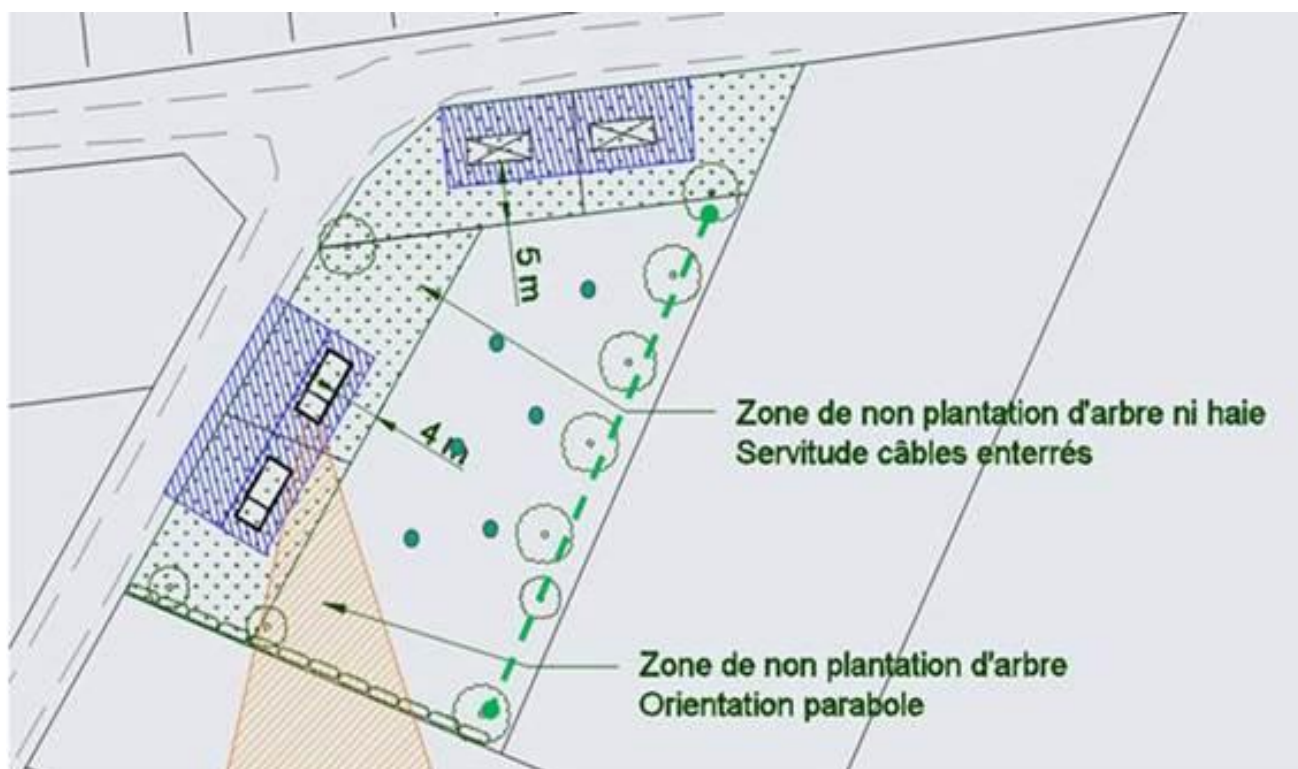 5 m
4 m
Zone de non plantation d'arbre ni haie
Servitude câbles enterrés
Zone de non plantation d'arbre
Orientation parabole